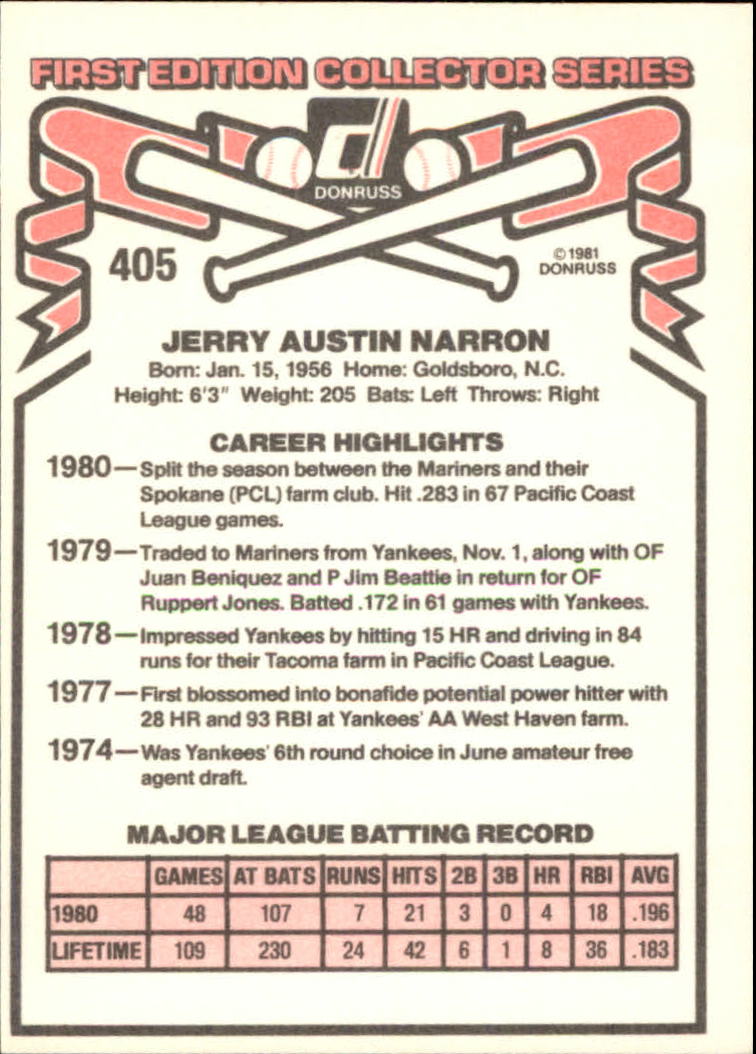 FIRST EDITION COLLECTOR SERIES
d
DONRUSS
405
© 1981
DONRUSS
JERRY AUSTIN NARRON
Born: Jan. 15, 1956 Home: Goldsboro, N.C.
Height: 6'3" Weight: 205 Bats: Left Throws: Right
CAREER HIGHLIGHTS
1980—Split the season between the Mariners and their
Spokane (PCL) farm club. Hit .283 in 67 Pacific Coast
League games.
1979—Traded to Mariners from Yankees, Nov. 1, along with OF
Juan Beniquez and P Jim Beattie in return for OF
Ruppert Jones. Batted .172 in 61 games with Yankees.
1978—Impressed Yankees by hitting 15 HR and driving in 84
runs for their Tacoma farm in Pacific Coast League.
1977—First blossomed into bonafide potential power hitter with
28 HR and 93 RBI at Yankees' AA West Haven farm.
1974—Was Yankees' 6th round choice in June amateur free
agent draft.
MAJOR LEAGUE BATTING RECORD
GAMES AT BATS RUNS HITS 2B 3B HR RBI AVG
1980 48 107 7 21 3 0 4 18 .196
LIFETIME 109 230 24 42 6 1 8 36 .183